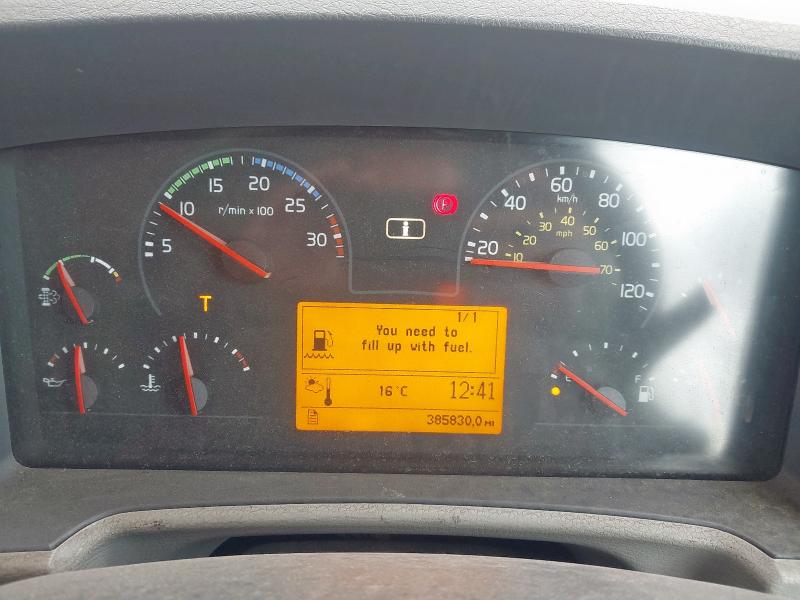 5
10
15
20
25
30
r/min x 100
P
i
20
40
60
80
100
120
km/h
10
20
30
40
50
60
70
mph
T
1/1
You need to
fill up with fuel.
16°C
12:41
385830,0 MI
E
F